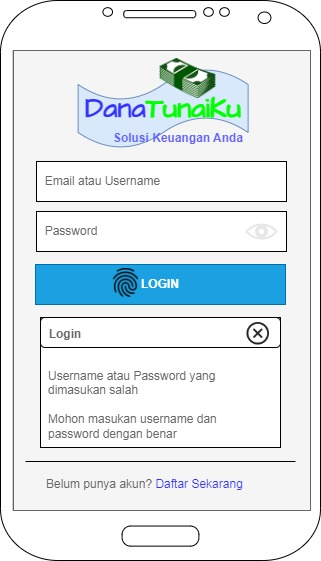 DanaTunaiKu
Solusi Keuangan Anda
Email atau Username
Password
LOGIN
Login
Username atau Password yang
dimasukan salah
Mohon masukan username dan
password dengan benar
Belum punya akun? Daftar Sekarang